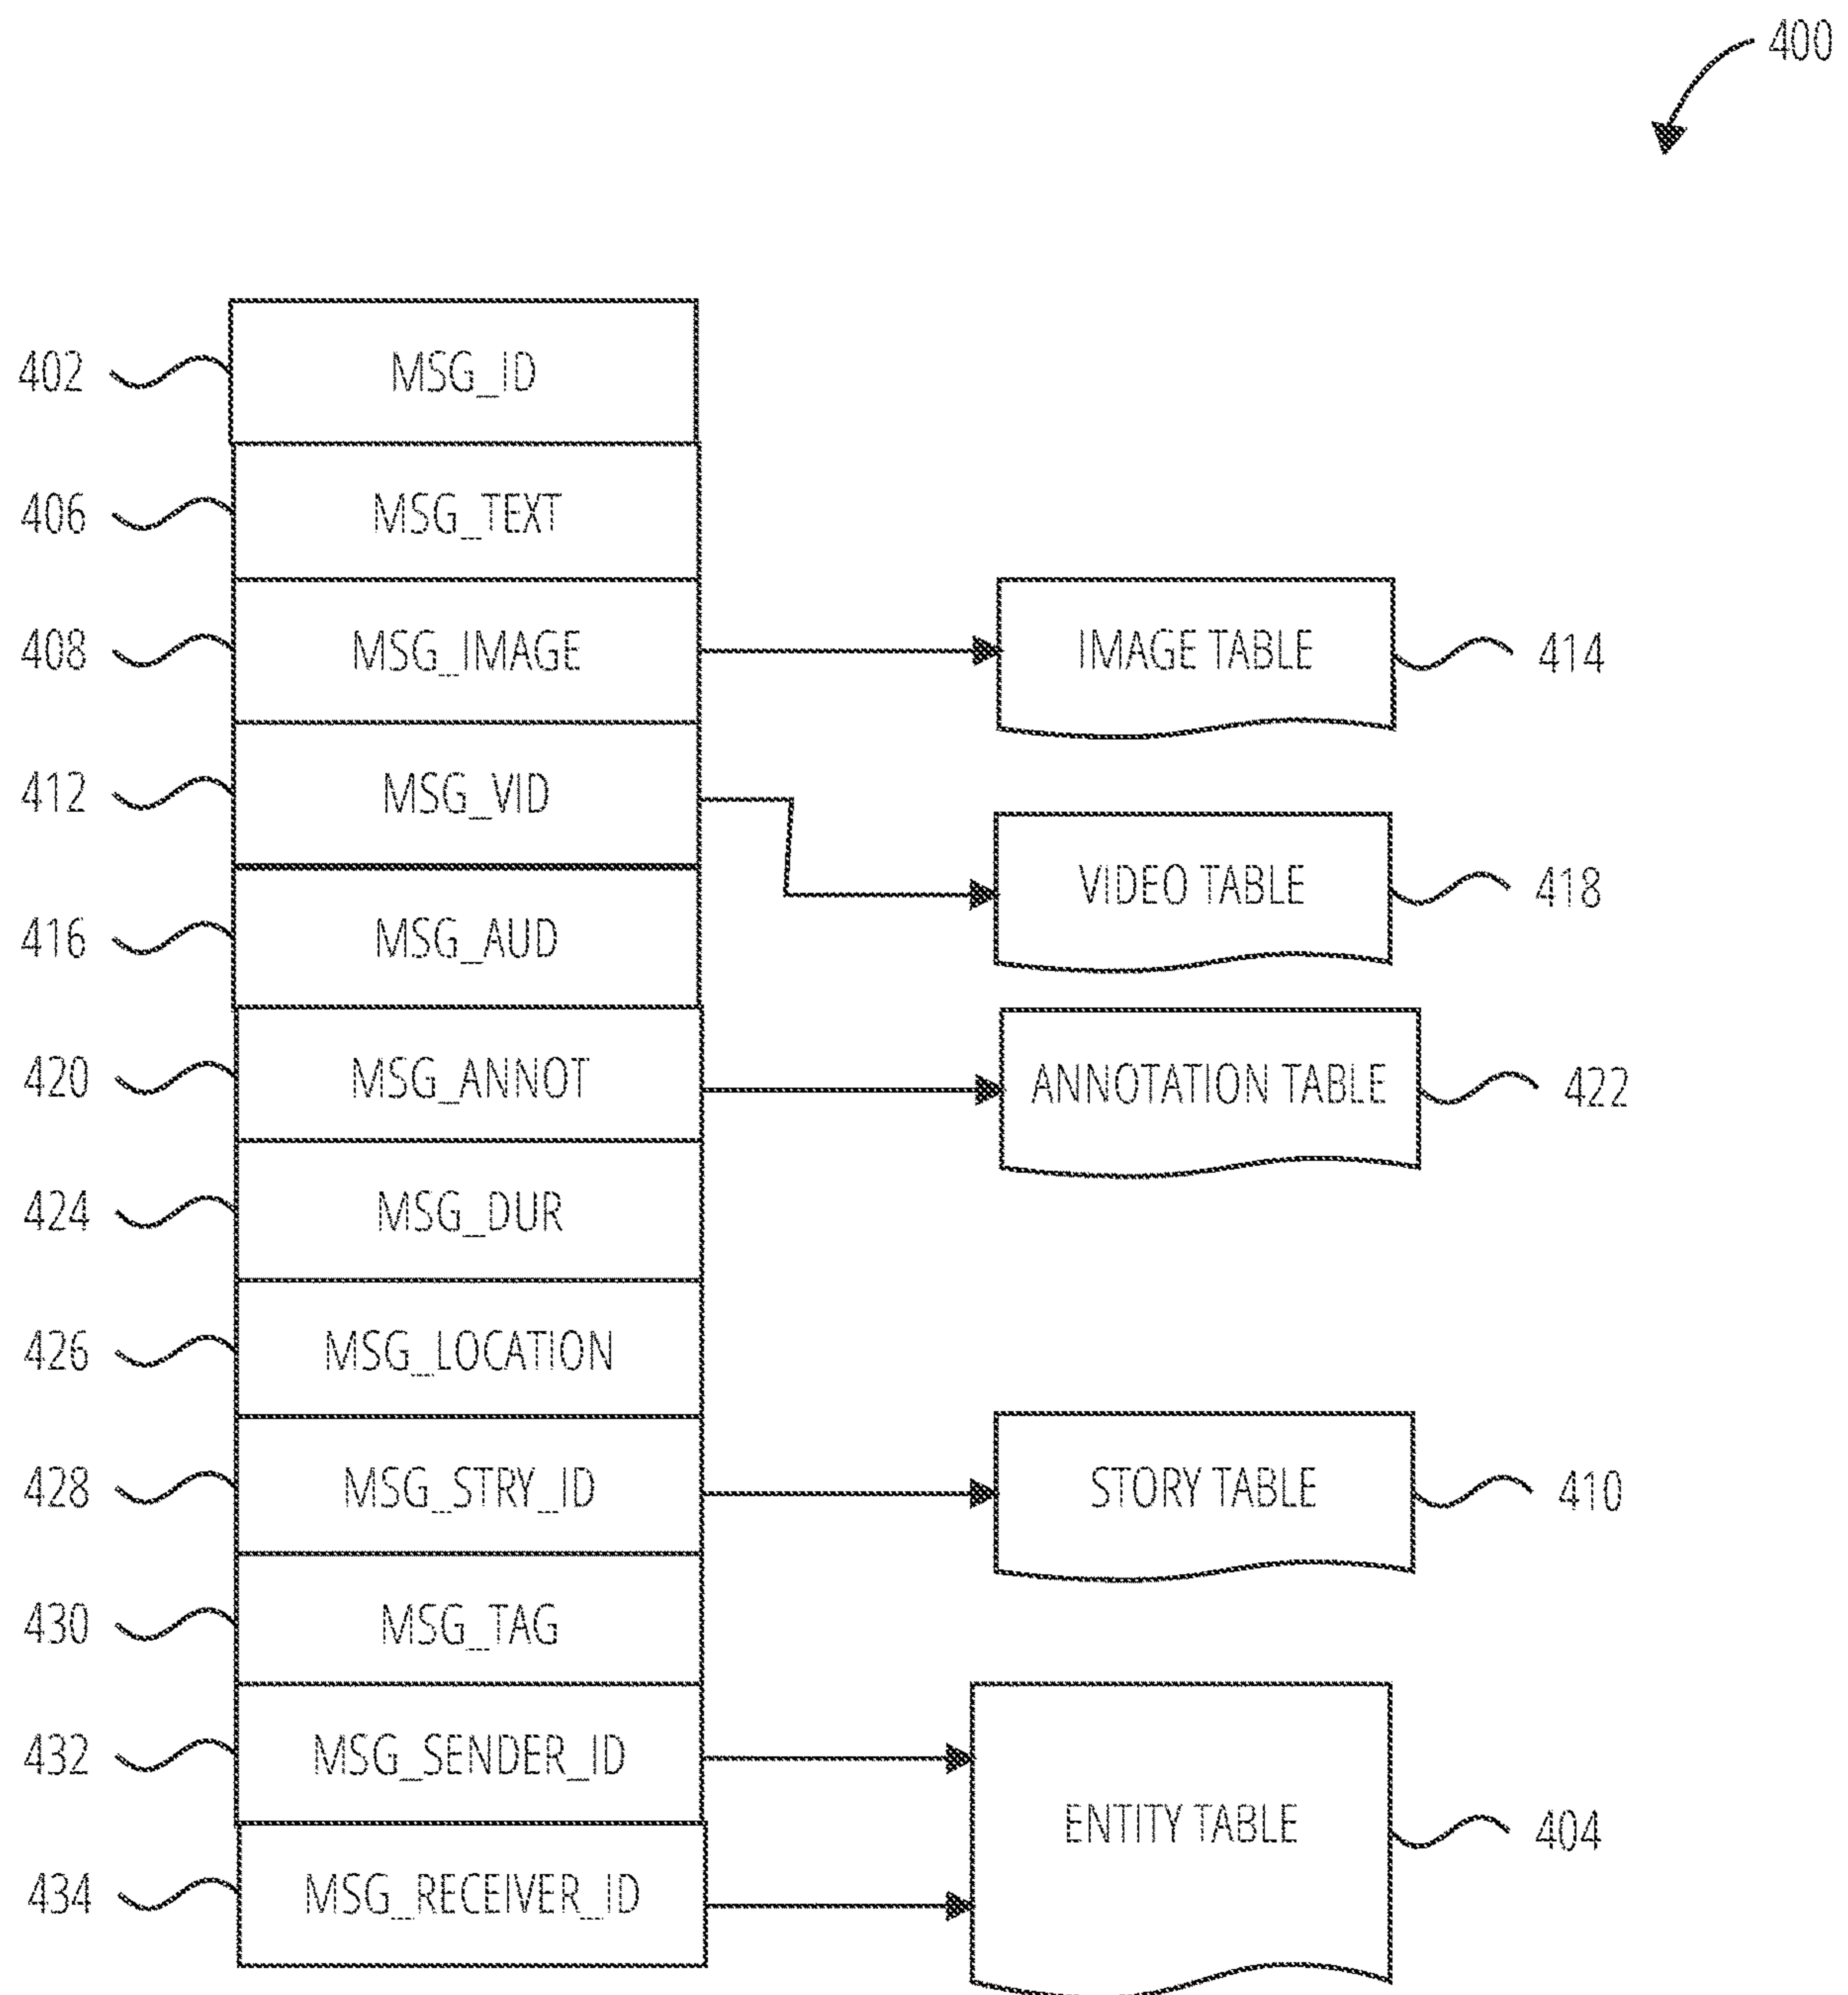 400
402 MSG_ID
406 MSG_TEXT
408 MSG_IMAGE IMAGE TABLE 414
412 MSG_VID VIDEO TABLE 418
416 MSG_AUD
420 MSG_ANNOT ANNOTATION TABLE 422
424 MSG_DUR
426 MSG_LOCATION
428 MSG_STRY_ID STORY TABLE 410
430 MSG_TAG
432 MSG_SENDER_ID
ENTITY TABLE 404
434 MSG_RECEIVER_ID